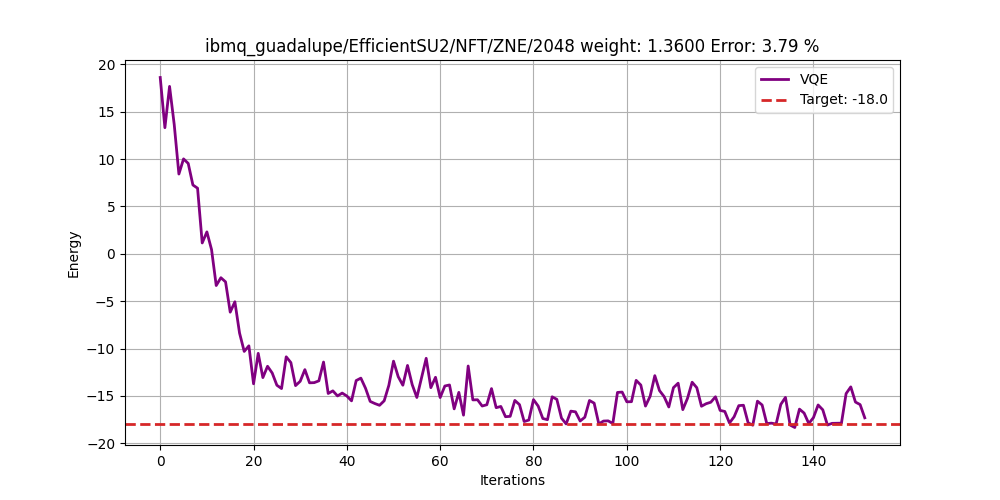 ibmq_guadalupe/EfficientSU2/NFT/ZNE/2048 weight: 1.3600 Error: 3.79 %
VQE
Target: -18.0
20
15
10
5
0
−5
−10
−15
−20
Energy
0 20 40 60 80 100 120 140
Iterations